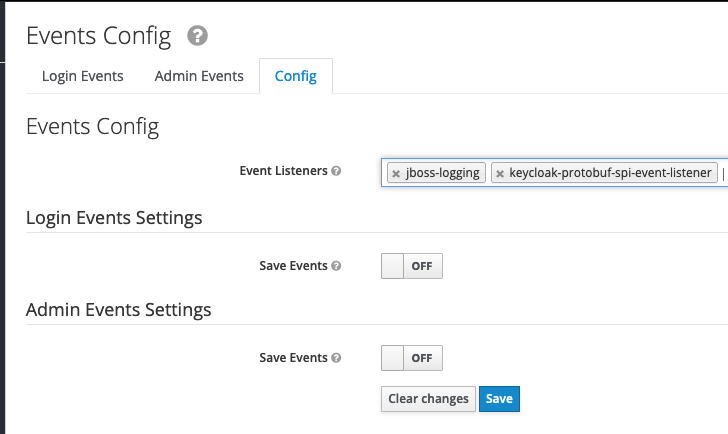 Events Config ?
Login Events Admin Events Config
Events Config
Event Listeners ? × jboss-logging × keycloak-protobuf-spi-event-listener
Login Events Settings
Save Events ? OFF
Admin Events Settings
Save Events ? OFF
Clear changes Save